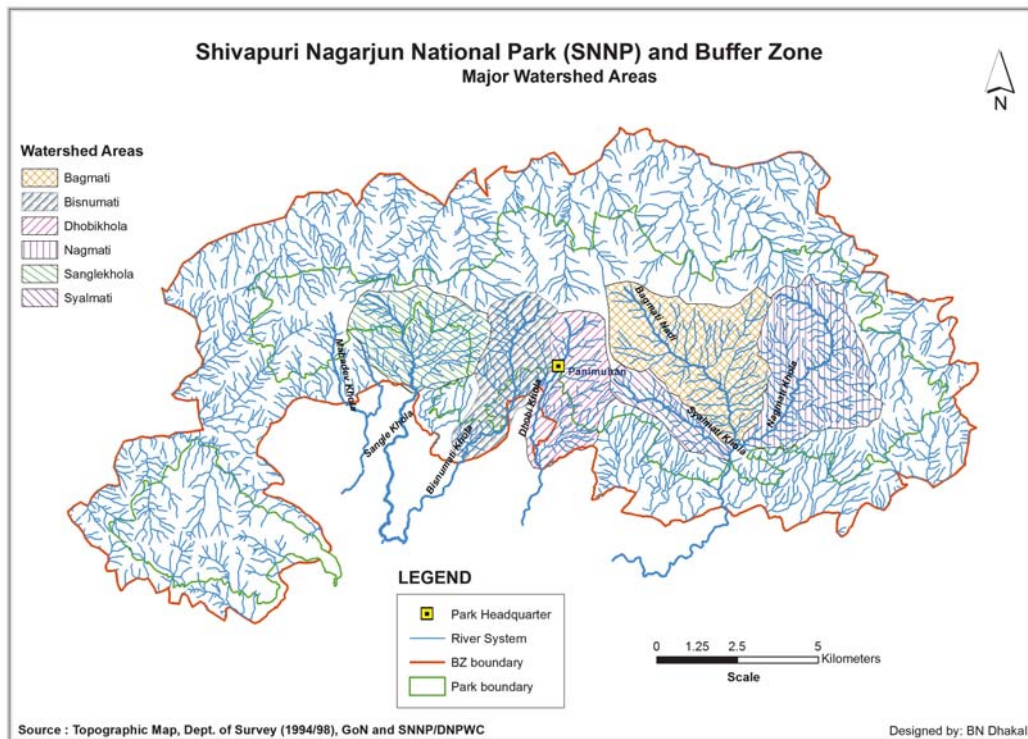 Shivapuri Nagarjun National Park (SNNP) and Buffer Zone
Major Watershed Areas
N
Watershed Areas
Bagmati
Bisnumati
Dhobikhola
Nagmati
Sanglekhola
Syalmati
Mahadev Khola
Sangle Khola
Bisnumati Khola
Dhobi Khola
Panimuhan
Bagmati Nadi
Syalmati Khola
Nagmati Khola
LEGEND
Park Headquarter
River System
BZ boundary
Park boundary
0 1.25 2.5 5
Kilometers
Scale
Source : Topographic Map, Dept. of Survey (1994/98), GoN and SNNP/DNPWC
Designed by: BN Dhakal